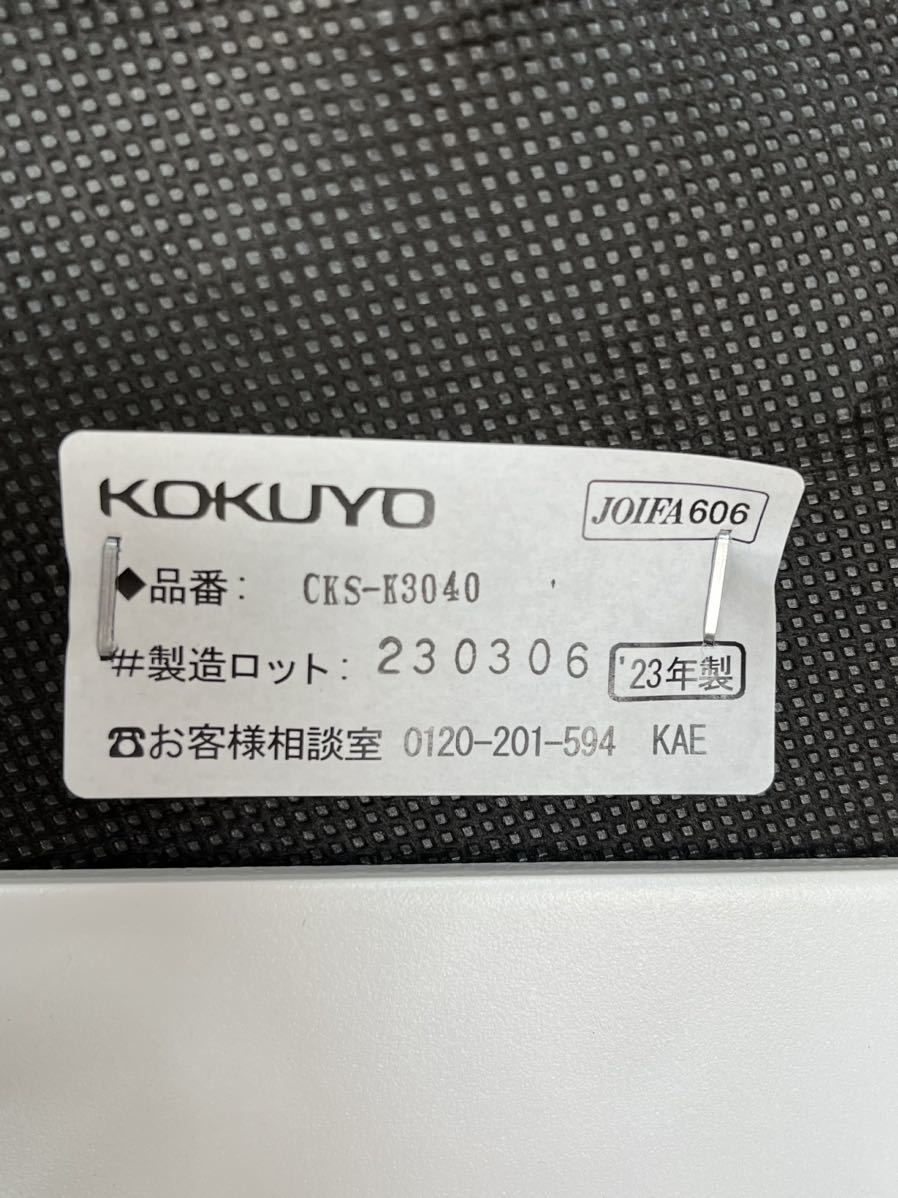 KOKUYO JOIFA606
◆品番: CKS-K3040
#製造ロット: 230306 '23年製
☎お客様相談室 0120-201-594 KAE